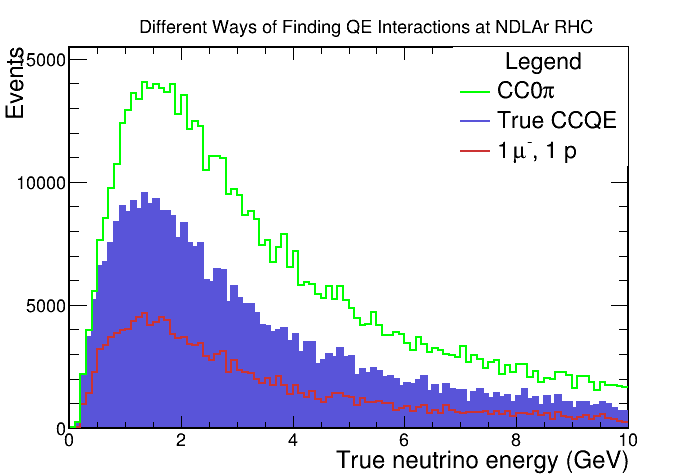 Different Ways of Finding QE Interactions at NDLAr RHC
Events
Legend
CC0π
True CCQE
1 μ⁻, 1 p
15000
10000
5000
0
0 2 4 6 8 10
True neutrino energy (GeV)